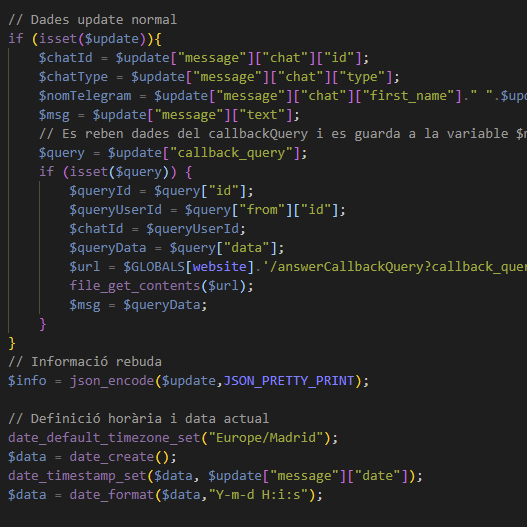 // Dades update normal
if (isset($update)){
$chatId = $update["message"]["chat"]["id"];
$chatType = $update["message"]["chat"]["type"];
$nomTelegram = $update["message"]["chat"]["first_name"]." ".$upd
$msg = $update["message"]["text"];
// Es reben dades del callbackQuery i es guarda a la variable $m
$query = $update["callback_query"];
if (isset($query)) {
$queryId = $query["id"];
$queryUserId = $query["from"]["id"];
$chatId = $queryUserId;
$queryData = $query["data"];
$url = $GLOBALS[website].'/answerCallbackQuery?callback_quer
file_get_contents($url);
$msg = $queryData;
}
}
// Informació rebuda
$info = json_encode($update,JSON_PRETTY_PRINT);
// Definició horària i data actual
date_default_timezone_set("Europe/Madrid");
$data = date_create();
date_timestamp_set($data, $update["message"]["date"]);
$data = date_format($data,"Y-m-d H:i:s");